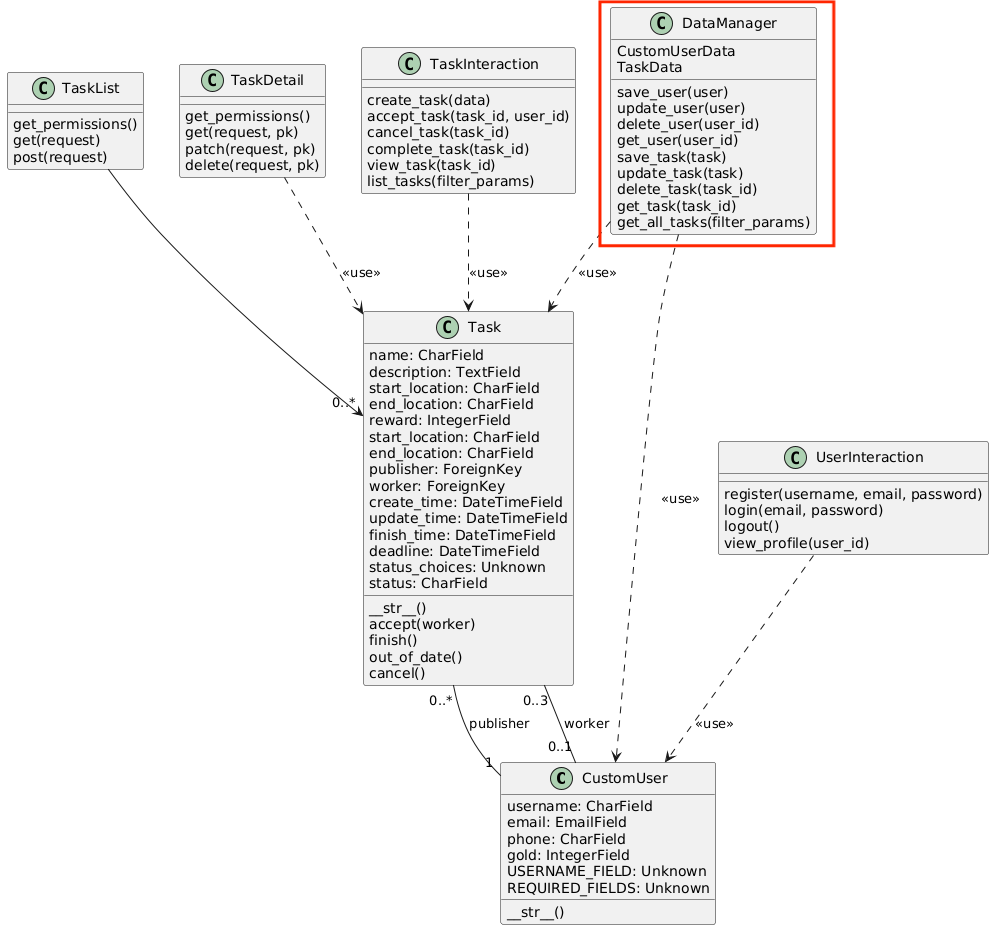 C TaskList
get_permissions()
get(request)
post(request)
C TaskDetail
get_permissions()
get(request, pk)
patch(request, pk)
delete(request, pk)
C TaskInteraction
create_task(data)
accept_task(task_id, user_id)
cancel_task(task_id)
complete_task(task_id)
view_task(task_id)
list_tasks(filter_params)
C DataManager
CustomUserData
TaskData
save_user(user)
update_user(user)
delete_user(user_id)
get_user(user_id)
save_task(task)
update_task(task)
delete_task(task_id)
get_task(task_id)
get_all_tasks(filter_params)
«use»
«use»
«use»
0..*
C Task
name: CharField
description: TextField
start_location: CharField
end_location: CharField
reward: IntegerField
start_location: CharField
end_location: CharField
publisher: ForeignKey
worker: ForeignKey
create_time: DateTimeField
update_time: DateTimeField
finish_time: DateTimeField
deadline: DateTimeField
status_choices: Unknown
status: CharField
__str__()
accept(worker)
finish()
out_of_date()
cancel()
«use»
C UserInteraction
register(username, email, password)
login(email, password)
logout()
view_profile(user_id)
0..*
0..3
publisher
worker
«use»
1
0..1
C CustomUser
username: CharField
email: EmailField
phone: CharField
gold: IntegerField
USERNAME_FIELD: Unknown
REQUIRED_FIELDS: Unknown
__str__()